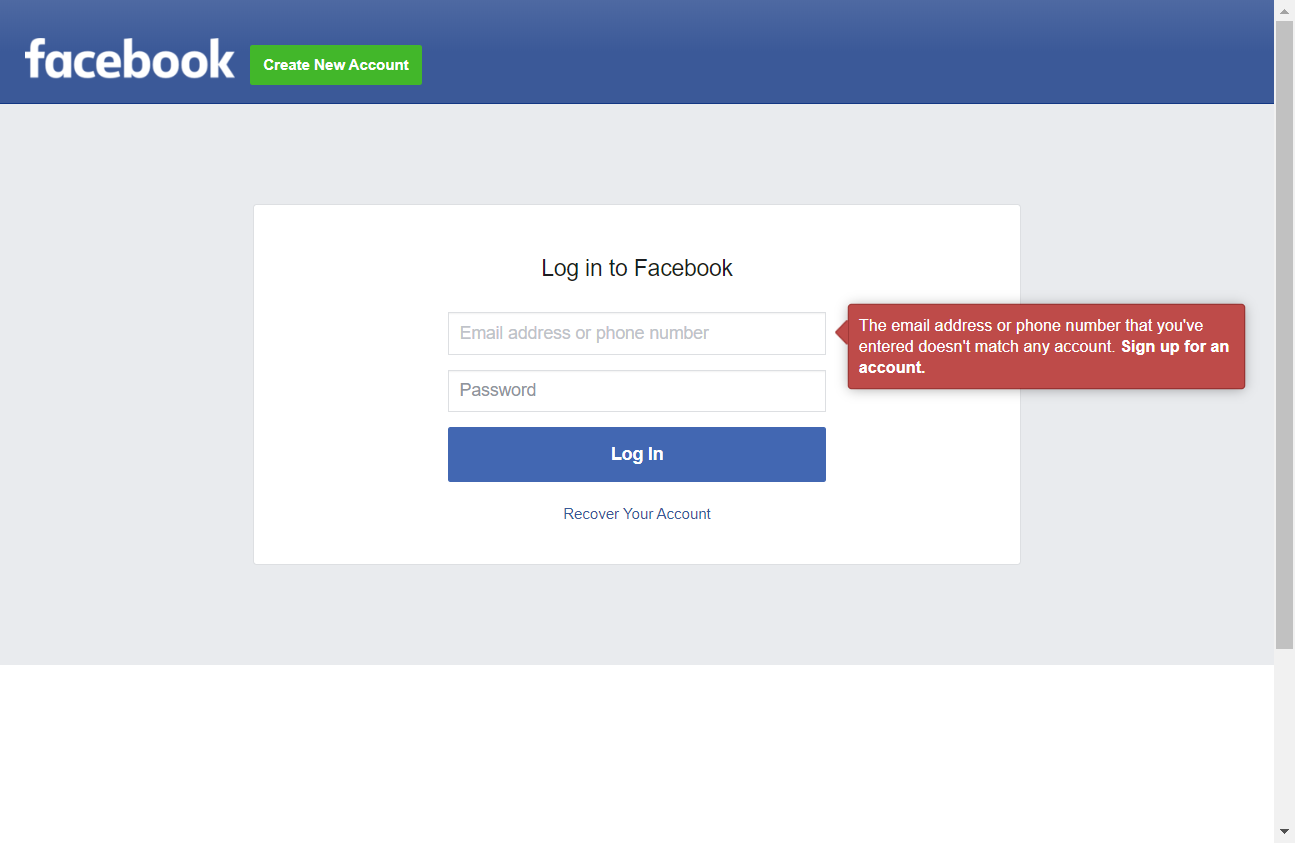 facebook
Create New Account
Log in to Facebook
Email address or phone number
The email address or phone number that you've
entered doesn't match any account. Sign up for an
account.
Password
Log In
Recover Your Account